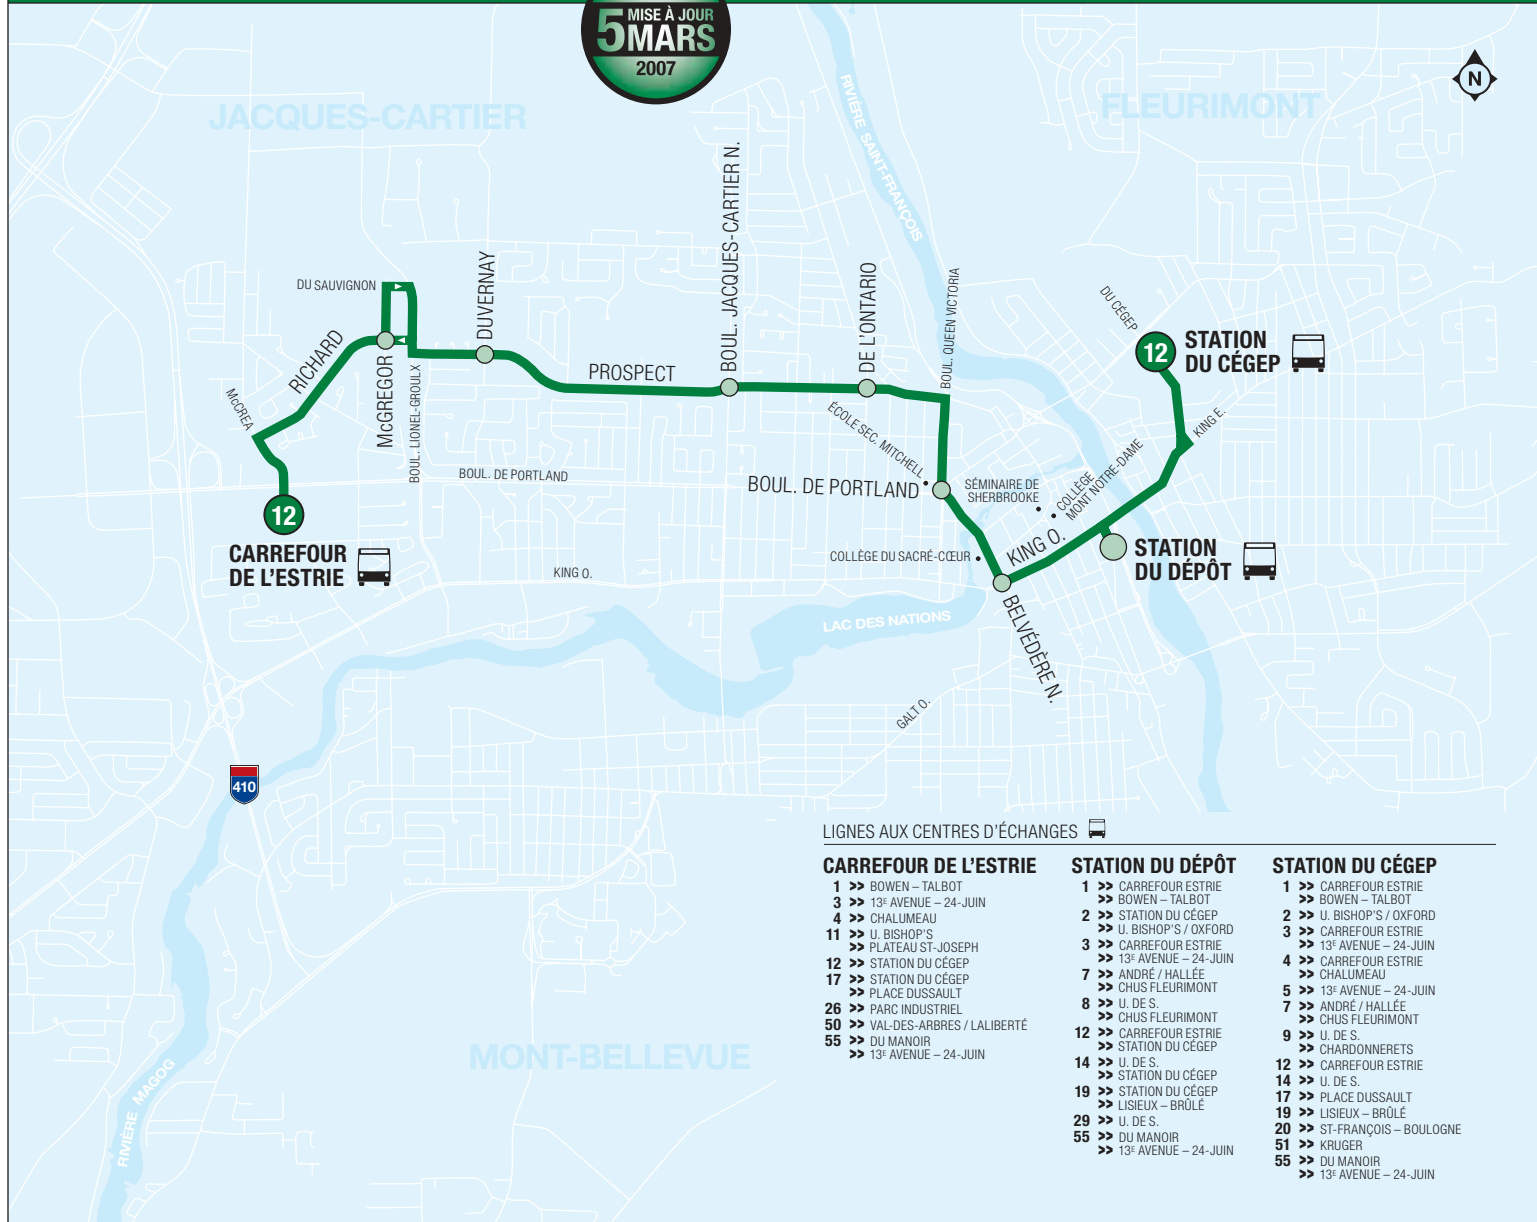 MISE À JOUR
5 MARS
2007
N
JACQUES-CARTIER
FLEURIMONT
RIVIÈRE SAINT-FRANÇOIS
BOUL. JACQUES-CARTIER N.
DU SAUVIGNON
DUVERNAY
DE L'ONTARIO
BOUL. QUEEN VICTORIA
DU CÉGEP
12
STATION
DU CÉGEP
RICHARD
McGREGOR
BOUL. LIONEL-GROULX
PROSPECT
McCREA
ÉCOLE SEC. MITCHELL
KING E.
BOUL. DE PORTLAND
BOUL. DE PORTLAND
SÉMINAIRE DE
SHERBROOKE
COLLÈGE
MONT NOTRE-DAME
12
CARREFOUR
DE L'ESTRIE
KING O.
COLLÈGE DU SACRÉ-CŒUR
KING O.
STATION
DU DÉPÔT
LAC DES NATIONS
BELVÉDÈRE N.
GALT O.
410
MONT-BELLEVUE
RIVIÈRE MAGOG
LIGNES AUX CENTRES D'ÉCHANGES
CARREFOUR DE L'ESTRIE
1 >> BOWEN – TALBOT
3 >> 13E AVENUE – 24-JUIN
4 >> CHALUMEAU
11 >> U. BISHOP'S
>> PLATEAU ST-JOSEPH
12 >> STATION DU CÉGEP
17 >> STATION DU CÉGEP
>> PLACE DUSSAULT
26 >> PARC INDUSTRIEL
50 >> VAL-DES-ARBRES / LALIBERTÉ
55 >> DU MANOIR
>> 13E AVENUE – 24-JUIN
STATION DU DÉPÔT
1 >> CARREFOUR ESTRIE
>> BOWEN – TALBOT
2 >> STATION DU CÉGEP
>> U. BISHOP'S / OXFORD
3 >> CARREFOUR ESTRIE
>> 13E AVENUE – 24-JUIN
7 >> ANDRÉ / HALLÉE
>> CHUS FLEURIMONT
8 >> U. DE S.
>> CHUS FLEURIMONT
12 >> CARREFOUR ESTRIE
>> STATION DU CÉGEP
14 >> U. DE S.
>> STATION DU CÉGEP
19 >> STATION DU CÉGEP
>> LISIEUX – BRÛLÉ
29 >> U. DE S.
55 >> DU MANOIR
>> 13E AVENUE – 24-JUIN
STATION DU CÉGEP
1 >> CARREFOUR ESTRIE
>> BOWEN – TALBOT
2 >> U. BISHOP'S / OXFORD
3 >> CARREFOUR ESTRIE
>> 13E AVENUE – 24-JUIN
4 >> CARREFOUR ESTRIE
>> CHALUMEAU
5 >> 13E AVENUE – 24-JUIN
7 >> ANDRÉ / HALLÉE
>> CHUS FLEURIMONT
9 >> U. DE S.
>> CHARDONNERETS
12 >> CARREFOUR ESTRIE
14 >> U. DE S.
17 >> PLACE DUSSAULT
19 >> LISIEUX – BRÛLÉ
20 >> ST-FRANÇOIS – BOULOGNE
51 >> KRUGER
55 >> DU MANOIR
>> 13E AVENUE – 24-JUIN